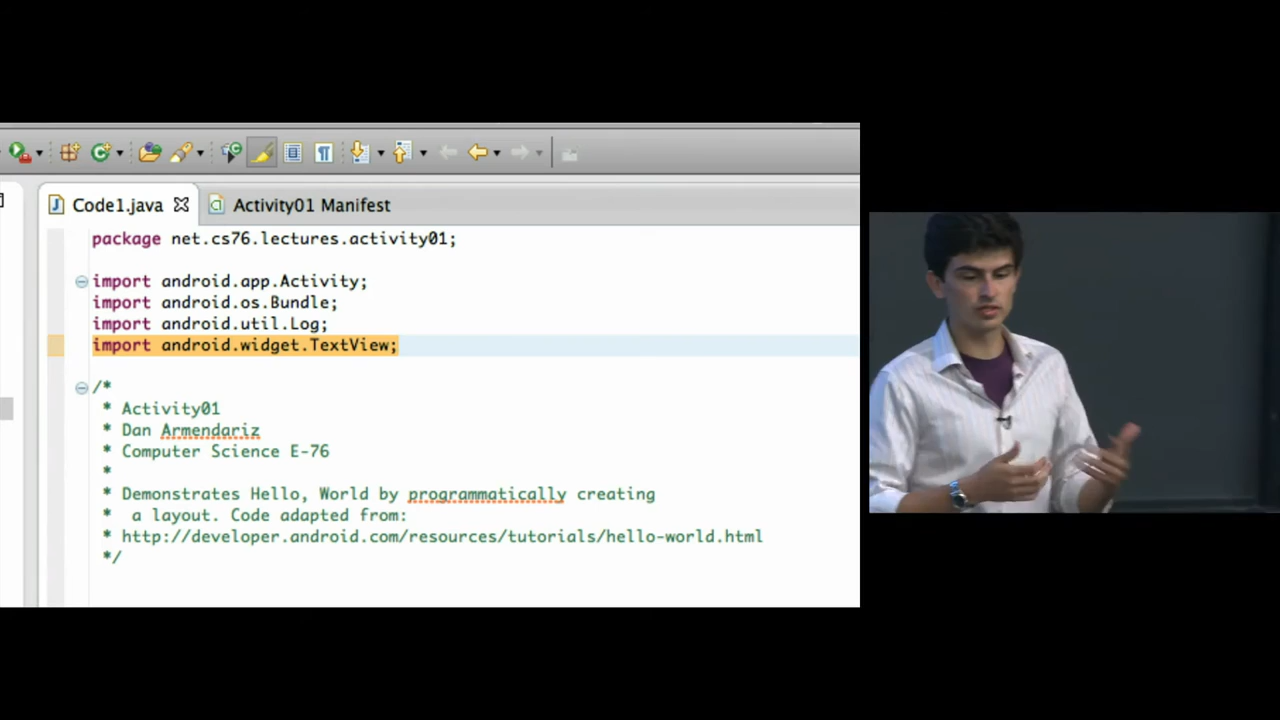 Code1.java
Activity01 Manifest
package net.cs76.lectures.activity01;
import android.app.Activity;
import android.os.Bundle;
import android.util.Log;
import android.widget.TextView;
/*
* Activity01
* Dan Armendariz
* Computer Science E-76
*
* Demonstrates Hello, World by programmatically creating
* a layout. Code adapted from:
* http://developer.android.com/resources/tutorials/hello-world.html
*/